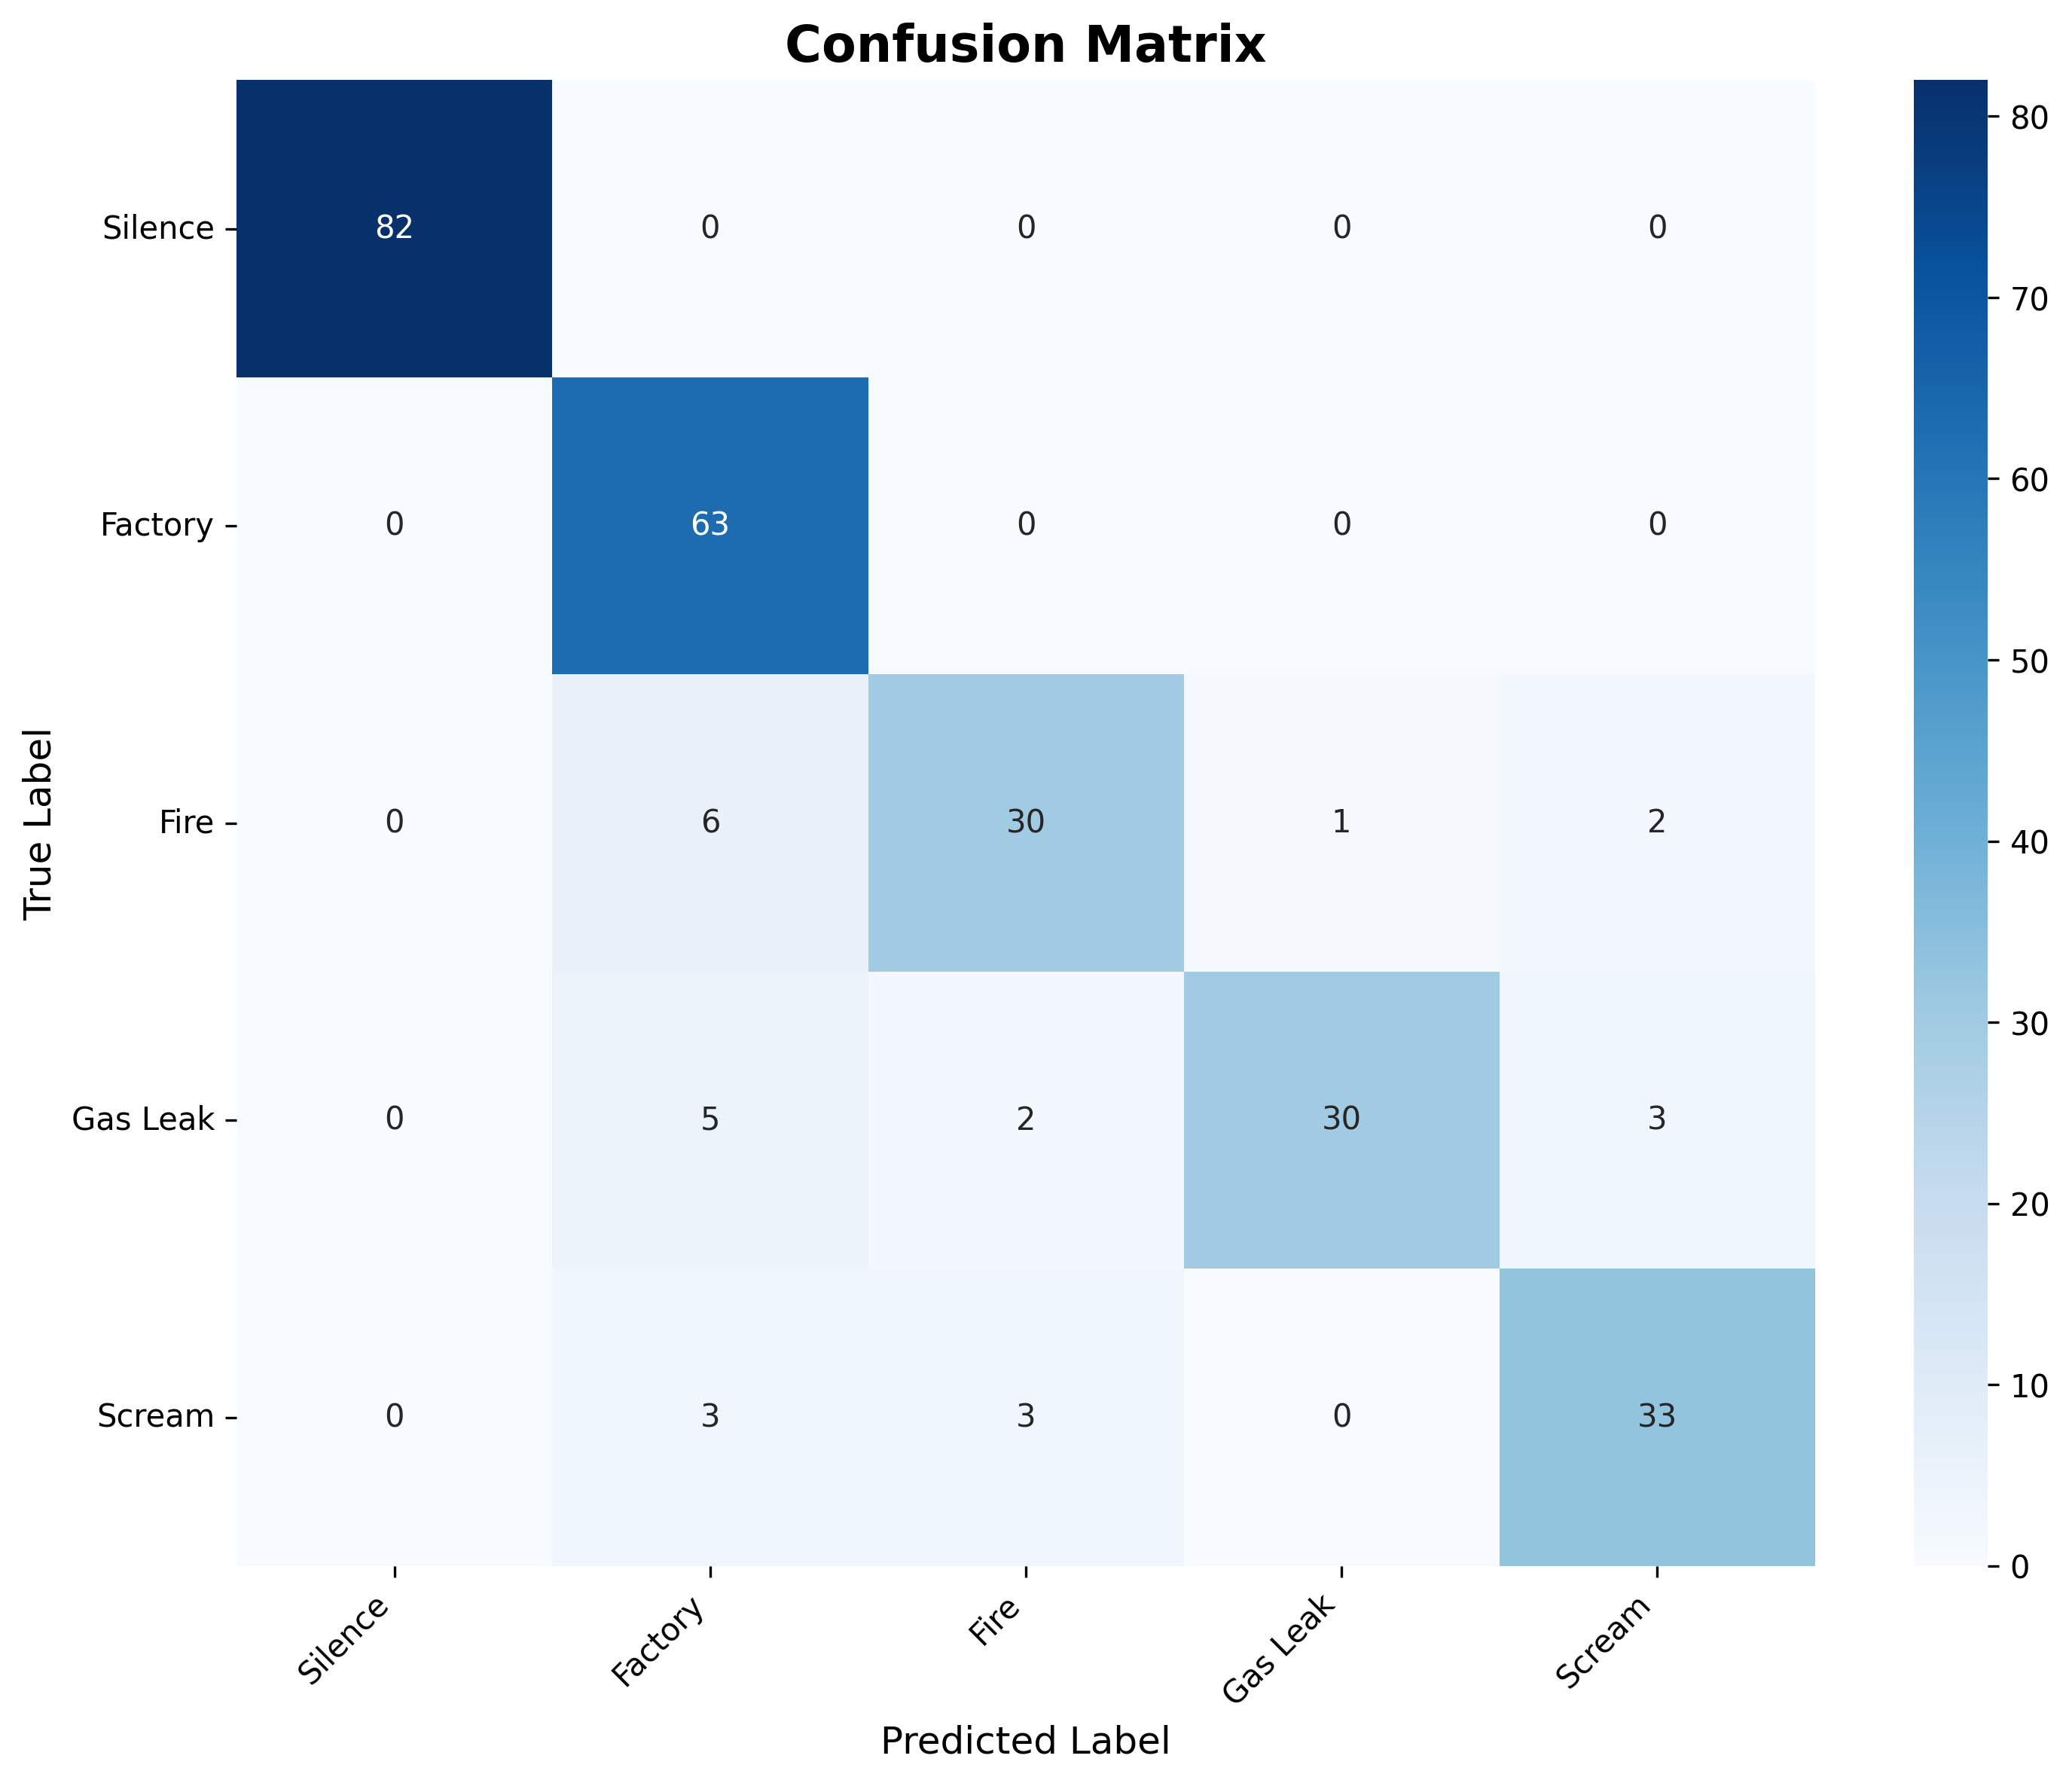 Confusion Matrix
Silence 82 0 0 0 0
Factory 0 63 0 0 0
Fire 0 6 30 1 2
Gas Leak 0 5 2 30 3
Scream 0 3 3 0 33
True Label
Silence Factory Fire Gas Leak Scream
Predicted Label
80
70
60
50
40
30
20
10
0